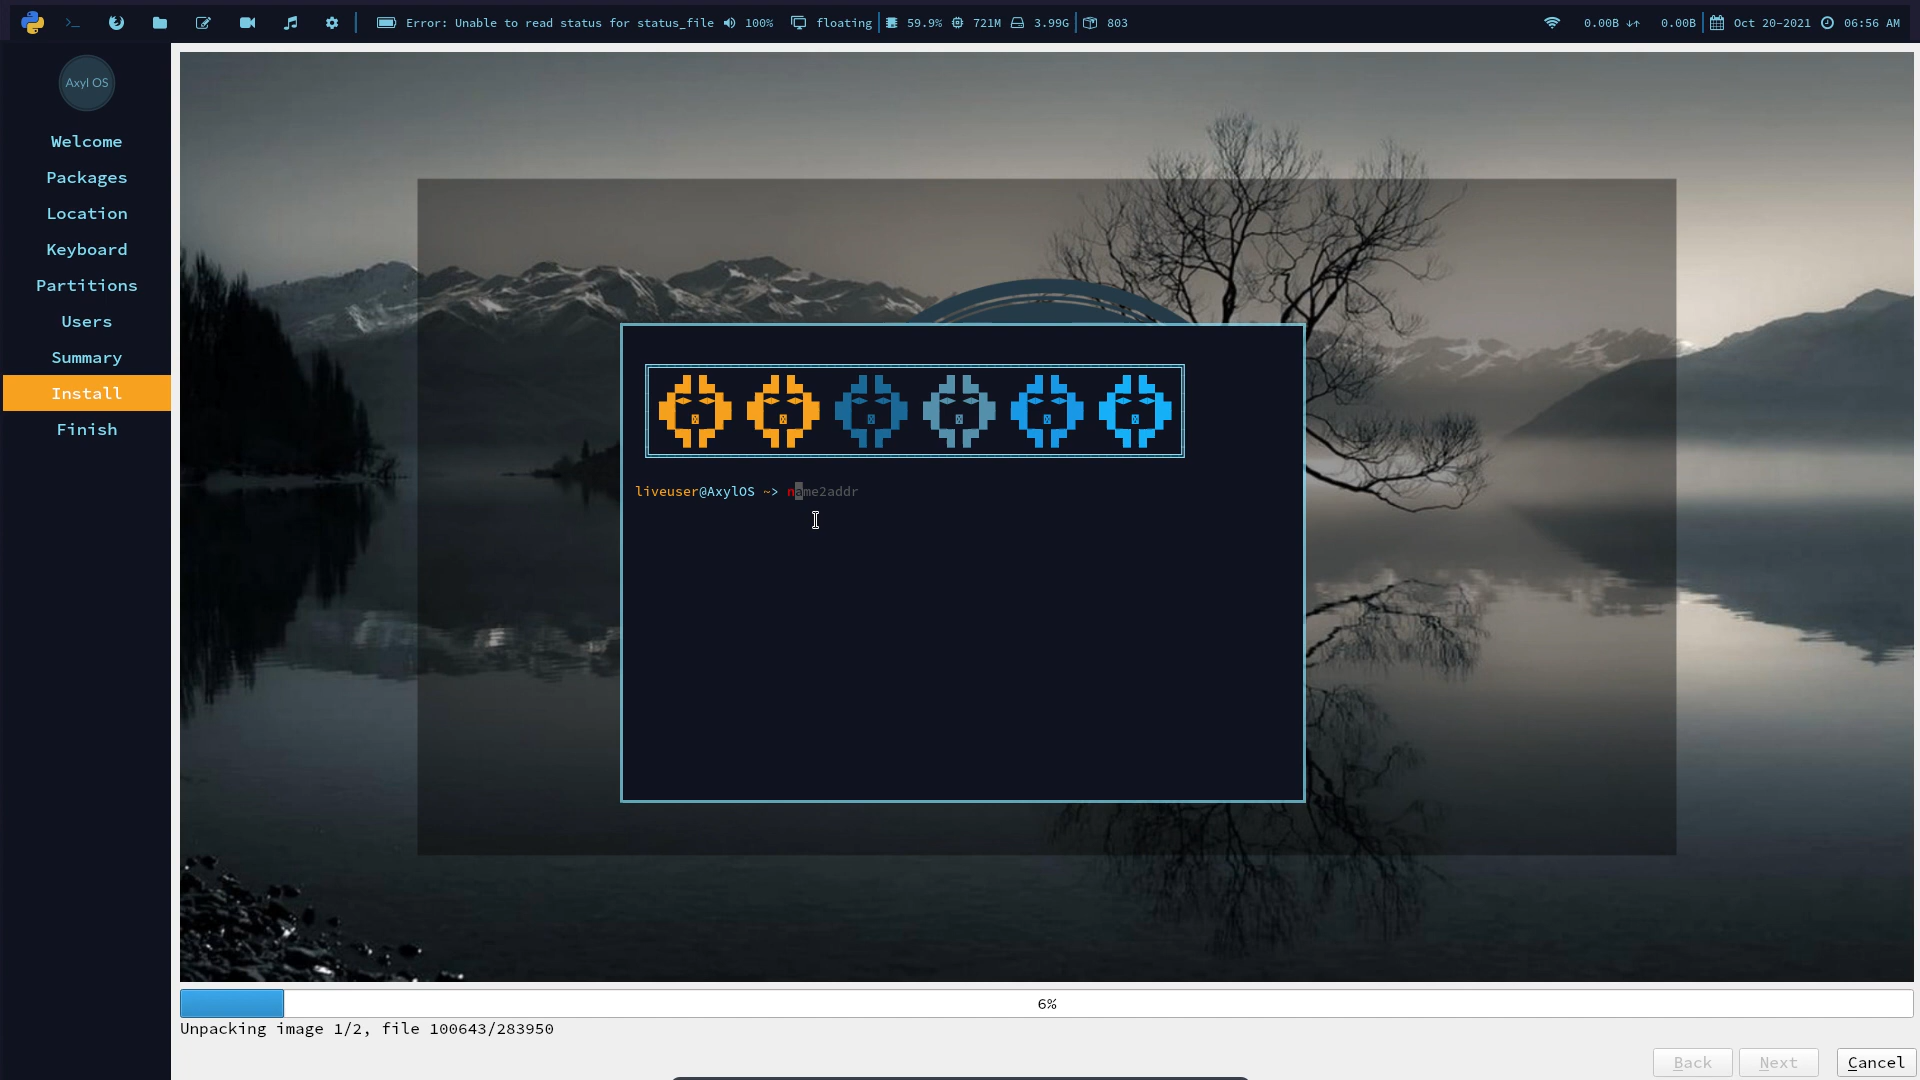 >_ Error: Unable to read status for status_file 100% floating 59.9% 721M 3.99G 803 0.00B ↓↑ 0.00B Oct 20-2021 06:56 AM
Axyl OS
Welcome
Packages
Location
Keyboard
Partitions
Users
Summary
Install
Finish
liveuser@AxylOS ~> name2addr
6%
Unpacking image 1/2, file 100643/283950
Back Next Cancel